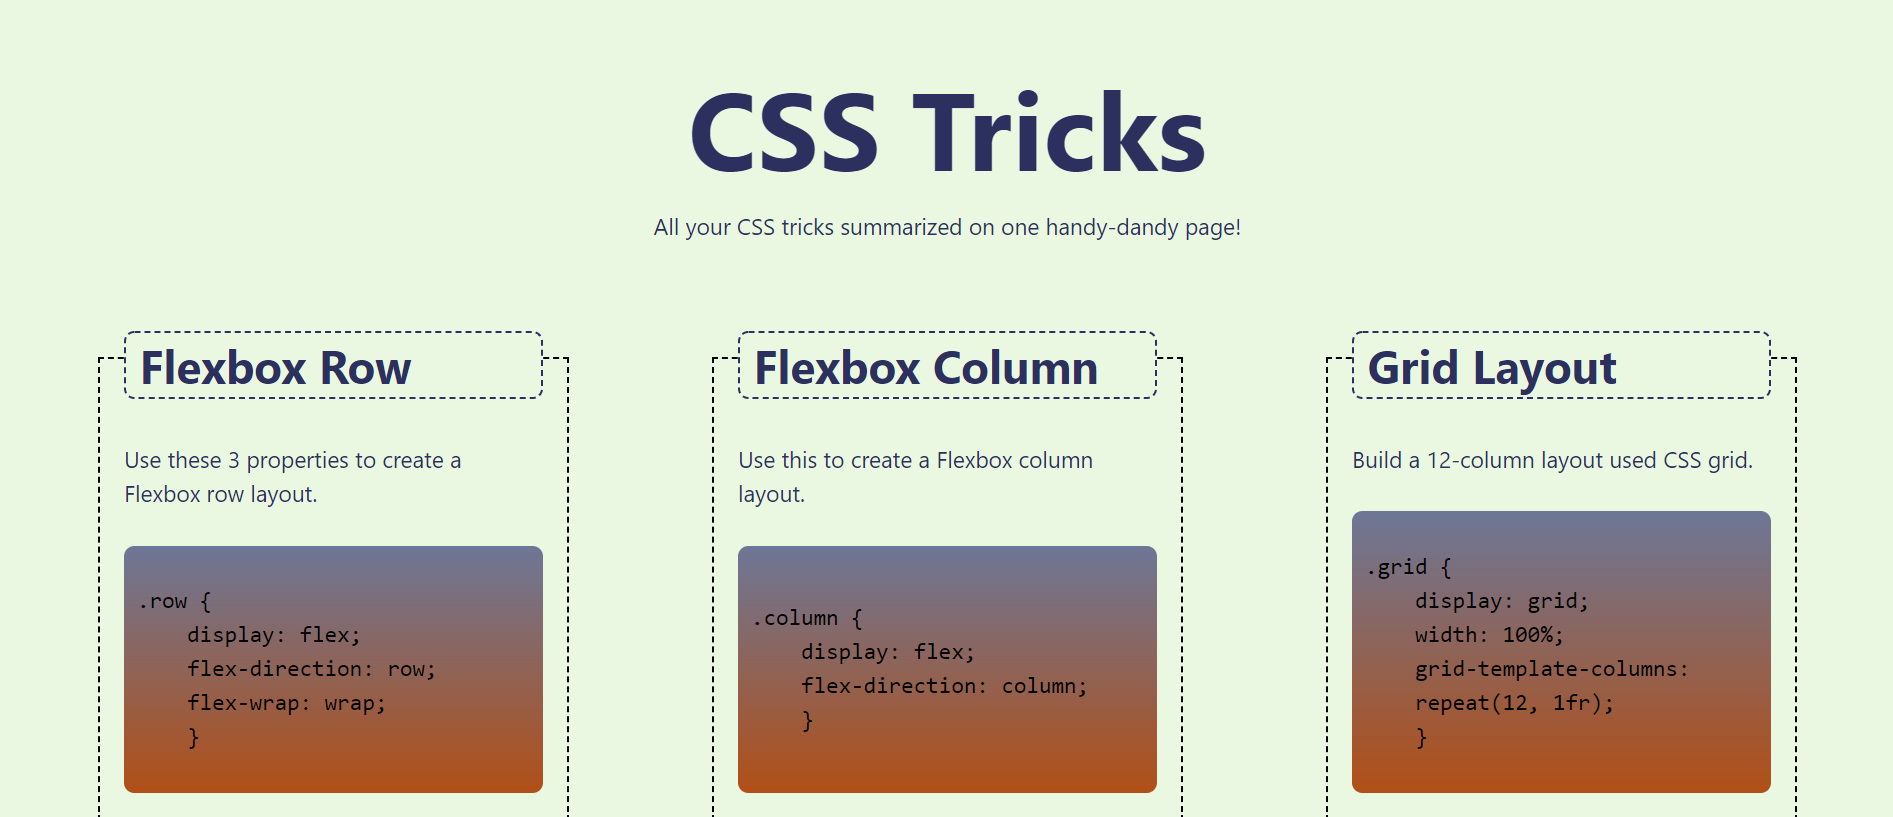 CSS Tricks
All your CSS tricks summarized on one handy-dandy page!
Flexbox Row
Use these 3 properties to create a
Flexbox row layout.
.row {
    display: flex;
    flex-direction: row;
    flex-wrap: wrap;
    }
Flexbox Column
Use this to create a Flexbox column
layout.
.column {
    display: flex;
    flex-direction: column;
    }
Grid Layout
Build a 12-column layout used CSS grid.
.grid {
    display: grid;
    width: 100%;
    grid-template-columns:
    repeat(12, 1fr);
    }